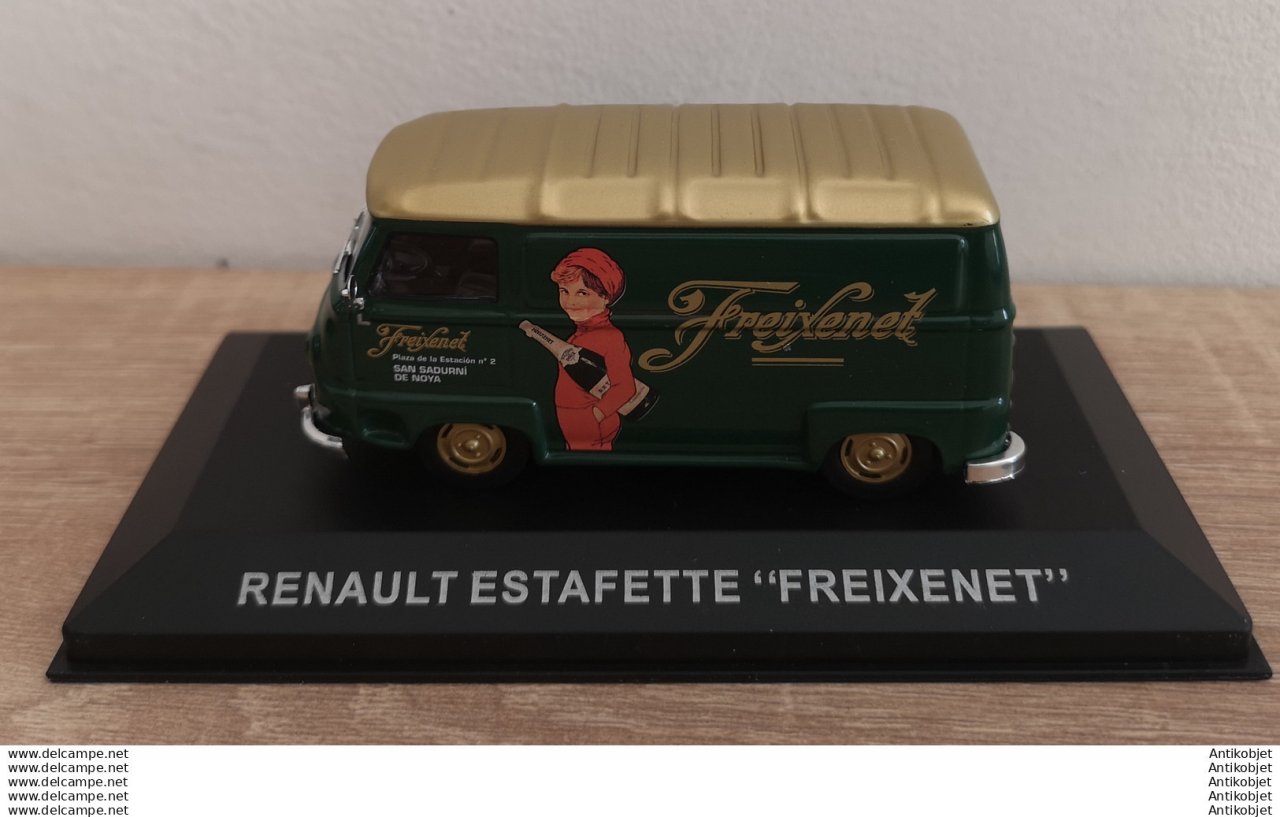 Freixenet
Freixenet
Plaza de la Estación nº 2
SAN SADURNÍ
DE NOYA
RENAULT ESTAFETTE “FREIXENET”
www.delcampe.net Antikobjet
www.delcampe.net Antikobjet
www.delcampe.net Antikobjet
www.delcampe.net Antikobjet
www.delcampe.net Antikobjet